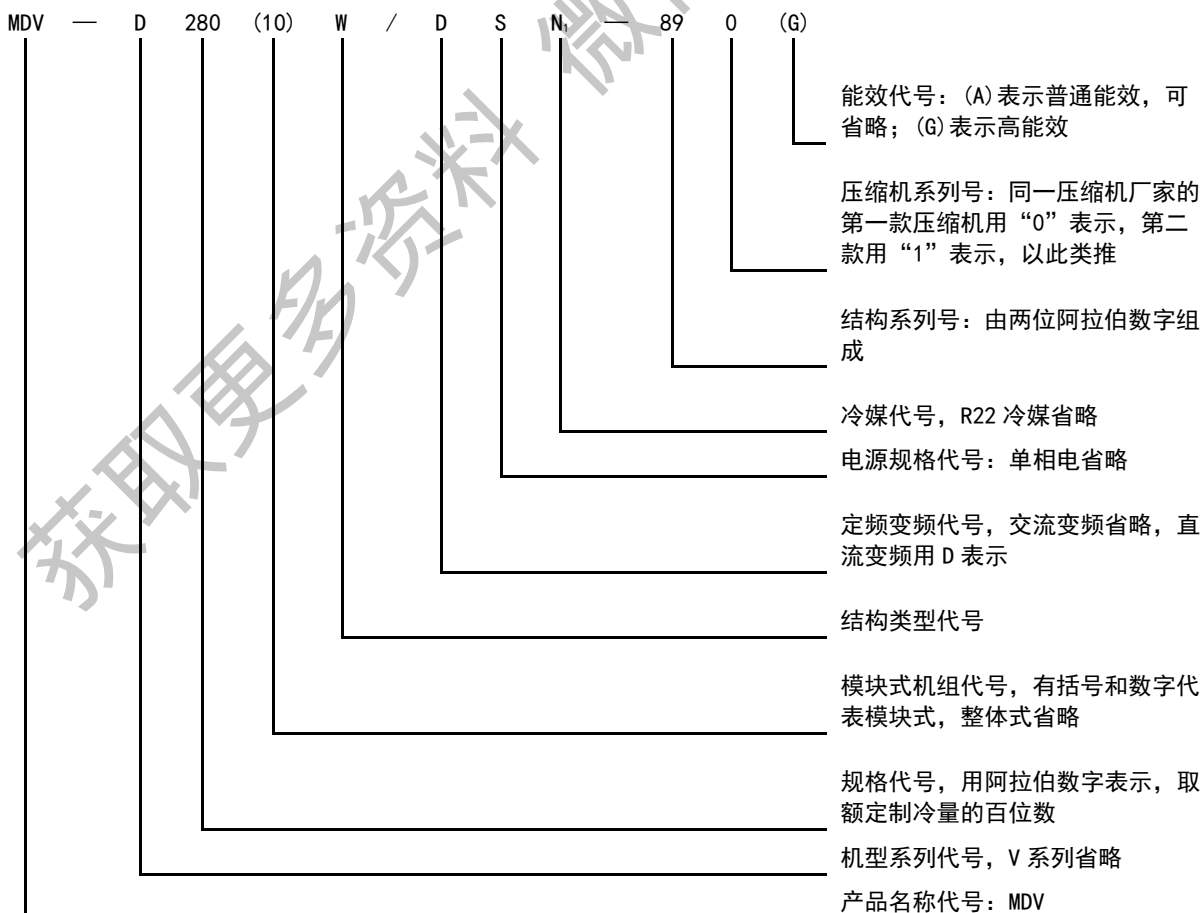 MDV — D 280 (10) W / D S N₁ — 89 0 (G)
能效代号：(A)表示普通能效，可
省略；(G)表示高能效
压缩机系列号：同一压缩机厂家的
第一款压缩机用“0”表示，第二
款用“1”表示，以此类推
结构系列号：由两位阿拉伯数字组
成
冷媒代号，R22 冷媒省略
电源规格代号：单相电省略
定频变频代号，交流变频省略，直
流变频用 D 表示
结构类型代号
模块式机组代号，有括号和数字代
表模块式，整体式省略
规格代号，用阿拉伯数字表示，取
额定制冷量的百位数
机型系列代号，V 系列省略
产品名称代号：MDV
获取更多资料 微